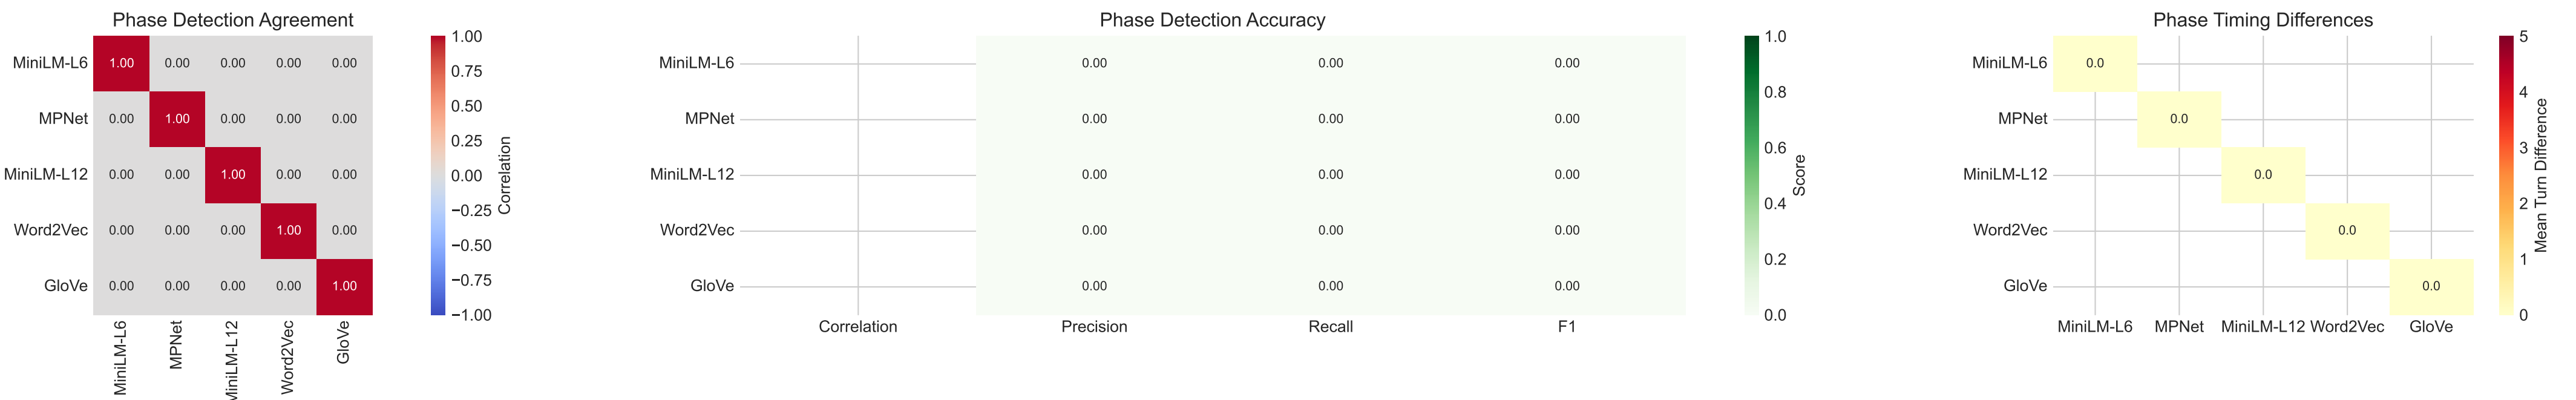 Phase Detection Agreement
MiniLM-L6 1.00 0.00 0.00 0.00 0.00
MPNet 0.00 1.00 0.00 0.00 0.00
MiniLM-L12 0.00 0.00 1.00 0.00 0.00
Word2Vec 0.00 0.00 0.00 1.00 0.00
GloVe 0.00 0.00 0.00 0.00 1.00
MiniLM-L6
MPNet
MiniLM-L12
Word2Vec
GloVe
1.00
0.75
0.50
0.25
0.00
−0.25
−0.50
−0.75
−1.00
Correlation
Phase Detection Accuracy
MiniLM-L6 0.00 0.00 0.00
MPNet 0.00 0.00 0.00
MiniLM-L12 0.00 0.00 0.00
Word2Vec 0.00 0.00 0.00
GloVe 0.00 0.00 0.00
Correlation Precision Recall F1
1.0
0.8
0.6
0.4
0.2
0.0
Score
Phase Timing Differences
MiniLM-L6 0.0
MPNet 0.0
MiniLM-L12 0.0
Word2Vec 0.0
GloVe 0.0
MiniLM-L6 MPNet MiniLM-L12 Word2Vec GloVe
5
4
3
2
1
0
Mean Turn Difference